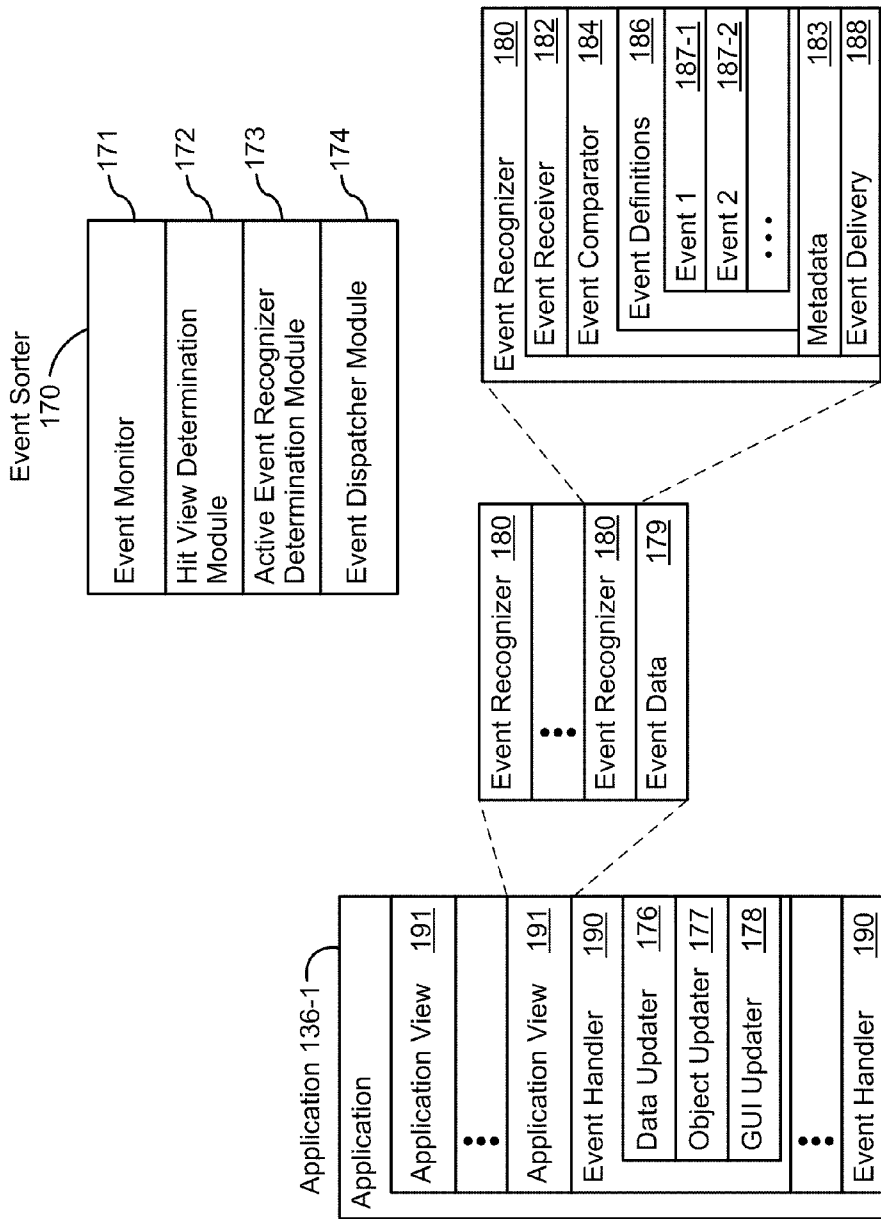 Event Sorter
170
Event Monitor
171
Hit View Determination
Module
172
Active Event Recognizer
Determination Module
173
Event Dispatcher Module
174
Application 136-1
Application
Application View 191
•••
Application View 191
Event Handler 190
Data Updater 176
Object Updater 177
GUI Updater 178
•••
Event Handler 190
Event Recognizer 180
•••
Event Recognizer 180
Event Data 179
Event Recognizer 180
Event Receiver 182
Event Comparator 184
Event Definitions 186
Event 1 187-1
Event 2 187-2
•••
Metadata 183
Event Delivery 188